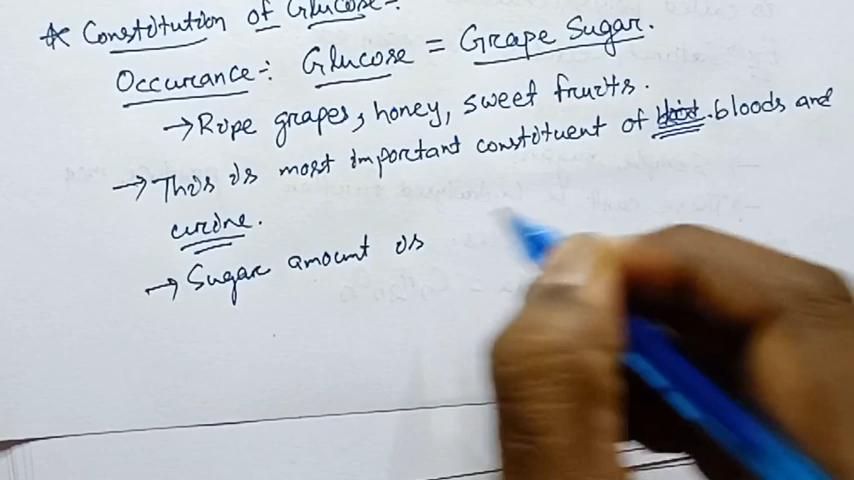 * Constitution of Glucose:-
Occurance:- Glucose = Grape Sugar.
→ Ripe grapes, honey, sweet fruits.
→ This is most important constituent of bloods and
urine.
→ Sugar amount is